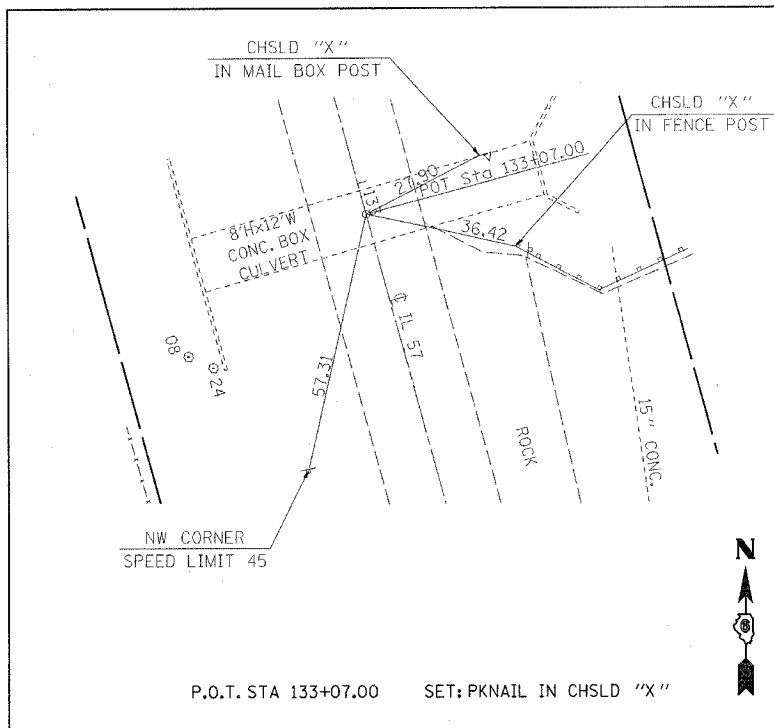 CHSLD "X"
IN MAIL BOX POST
CHSLD "X"
IN FENCE POST
27.90
POT Sta 133+07.00
13
36.42
8'H×12'W
CONC. BOX
CULVERT
℄ IL 57
57.31
08
24
ROCK
15" CONC.
NW CORNER
SPEED LIMIT 45
N
6
P.O.T. STA 133+07.00 SET: PKNAIL IN CHSLD "X"